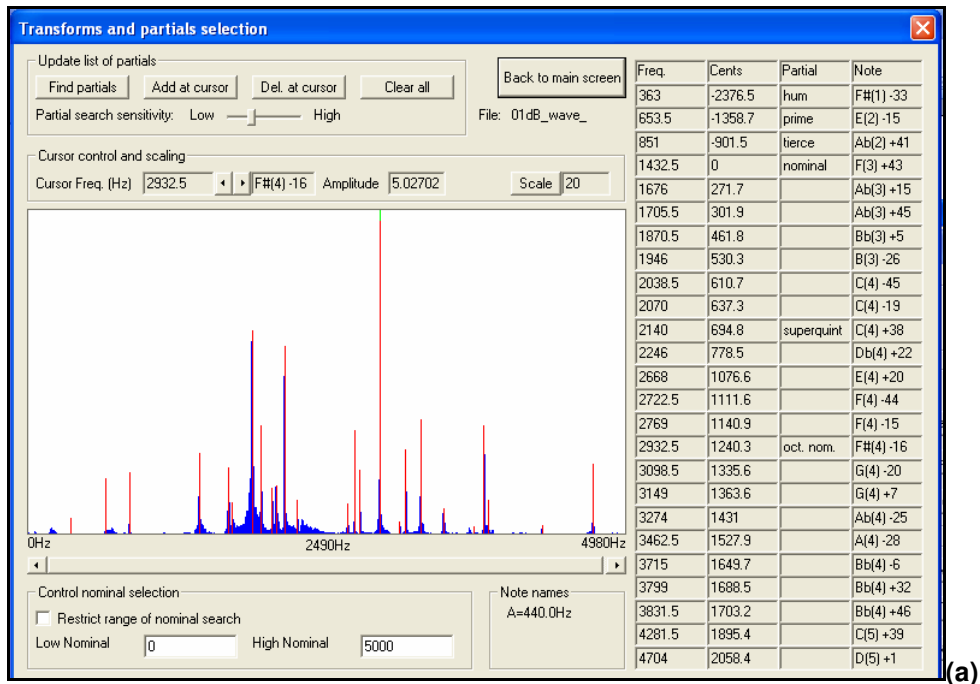 Transforms and partials selection
Update list of partials
Find partials Add at cursor Del. at cursor Clear all
Partial search sensitivity: Low High
Back to main screen
File: 01dB_wave_
Cursor control and scaling
Cursor Freq. (Hz) 2932.5 F#(4) -16 Amplitude 5.02702 Scale 20
0Hz 2490Hz 4980Hz
Control nominal selection
Restrict range of nominal search
Low Nominal 0 High Nominal 5000
Note names
A=440.0Hz
Freq. Cents Partial Note
363 -2376.5 hum F#(1) -33
653.5 -1358.7 prime E(2) -15
851 -901.5 tierce Ab(2) +41
1432.5 0 nominal F(3) +43
1676 271.7 Ab(3) +15
1705.5 301.9 Ab(3) +45
1870.5 461.8 Bb(3) +5
1946 530.3 B(3) -26
2038.5 610.7 C(4) -45
2070 637.3 C(4) -19
2140 694.8 superquint C(4) +38
2246 778.5 Db(4) +22
2668 1076.6 E(4) +20
2722.5 1111.6 F(4) -44
2769 1140.9 F(4) -15
2932.5 1240.3 oct. nom. F#(4) -16
3098.5 1335.6 G(4) -20
3149 1363.6 G(4) +7
3274 1431 Ab(4) -25
3462.5 1527.9 A(4) -28
3715 1649.7 Bb(4) -6
3799 1688.5 Bb(4) +32
3831.5 1703.2 Bb(4) +46
4281.5 1895.4 C(5) +39
4704 2058.4 D(5) +1
(a)